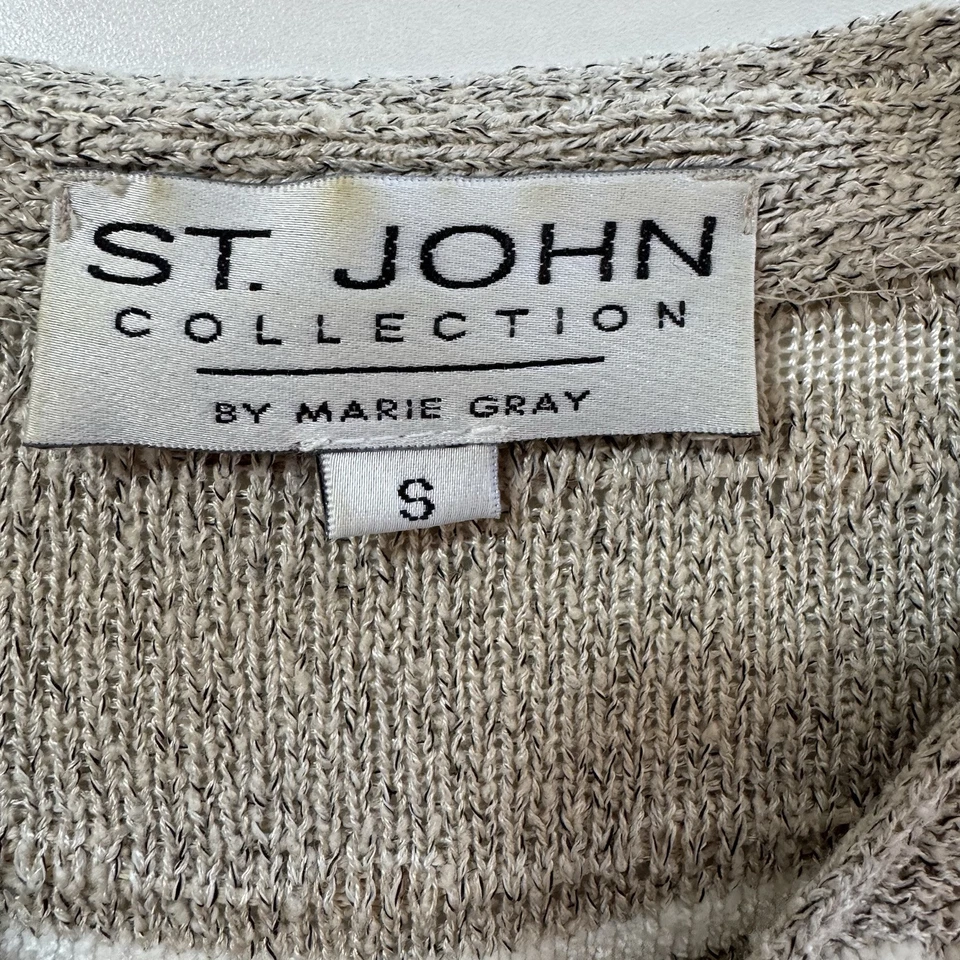 ST. JOHN
COLLECTION
BY MARIE GRAY
S